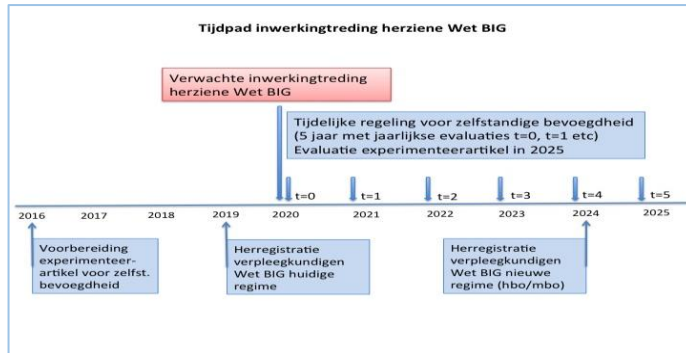 Tijdpad inwerkingtreding herziene Wet BIG
Verwachte inwerkingtreding
herziene Wet BIG
Tijdelijke regeling voor zelfstandige bevoegdheid
(5 jaar met jaarlijkse evaluaties t=0, t=1 etc)
Evaluatie experimenteerartikel in 2025
t=0 t=1 t=2 t=3 t=4 t=5
2016 2017 2018 2019 2020 2021 2022 2023 2024 2025
Voorbereiding
experimenteer-
artikel voor zelfst.
bevoegdheid
Herregistratie
verpleegkundigen
Wet BIG huidige
regime
Herregistratie
verpleegkundigen
Wet BIG nieuwe
regime (hbo/mbo)